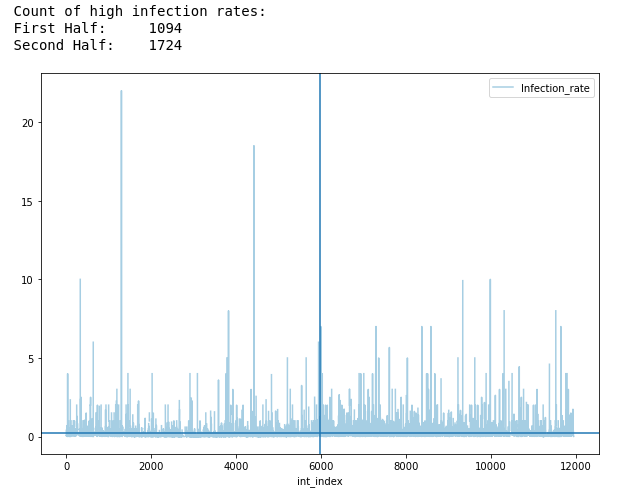 Count of high infection rates:
First Half:     1094
Second Half:    1724
Infection_rate
20
15
10
5
0
0 2000 4000 6000 8000 10000 12000
int_index